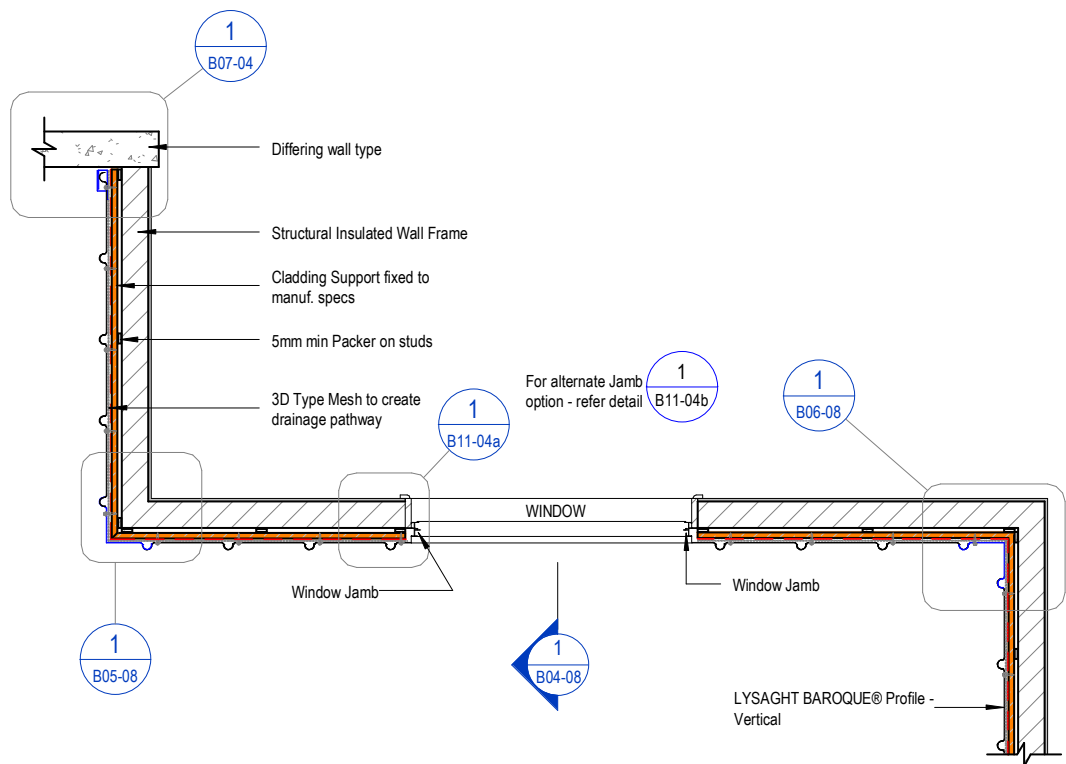 1
B07-04
Differing wall type
Structural Insulated Wall Frame
Cladding Support fixed to
manuf. specs
5mm min Packer on studs
3D Type Mesh to create
drainage pathway
1
B11-04a
For alternate Jamb
option - refer detail
1
B11-04b
1
B06-08
WINDOW
Window Jamb
Window Jamb
1
B05-08
1
B04-08
LYSAGHT BAROQUE® Profile -
Vertical